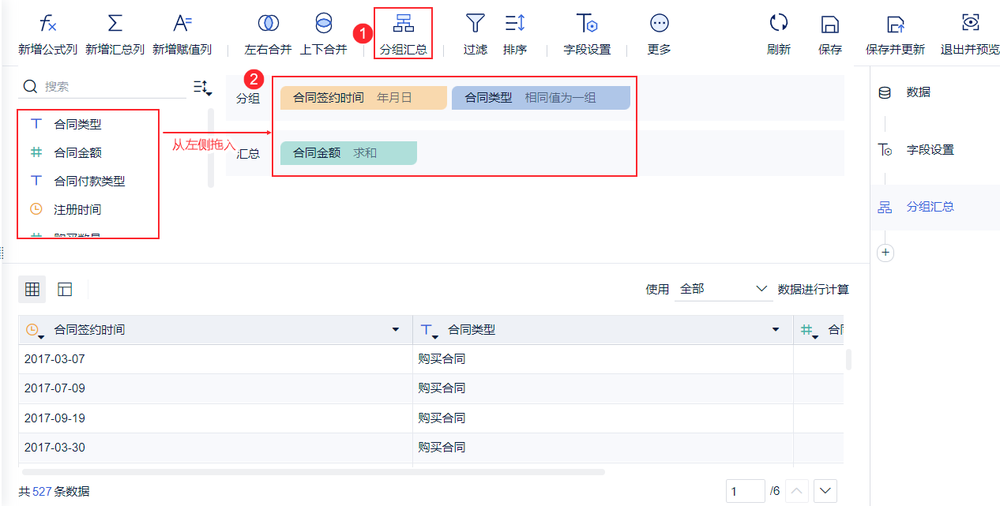 新增公式列 新增汇总列 新增赋值列 左右合并 上下合并 1 分组汇总 过滤 排序 字段设置 更多 刷新 保存 保存并更新 退出并预览
搜索
2
分组 合同签约时间 年月日 合同类型 相同值为一组
数据
合同类型
从左侧拖入
汇总 合同金额 求和
合同金额
字段设置
合同付款类型
注册时间
分组汇总
购买数量
使用 全部 数据进行计算
合同签约时间 合同类型 合同
2017-03-07 购买合同
2017-07-09 购买合同
2017-09-19 购买合同
2017-03-30 购买合同
共 527 条数据
1 /6